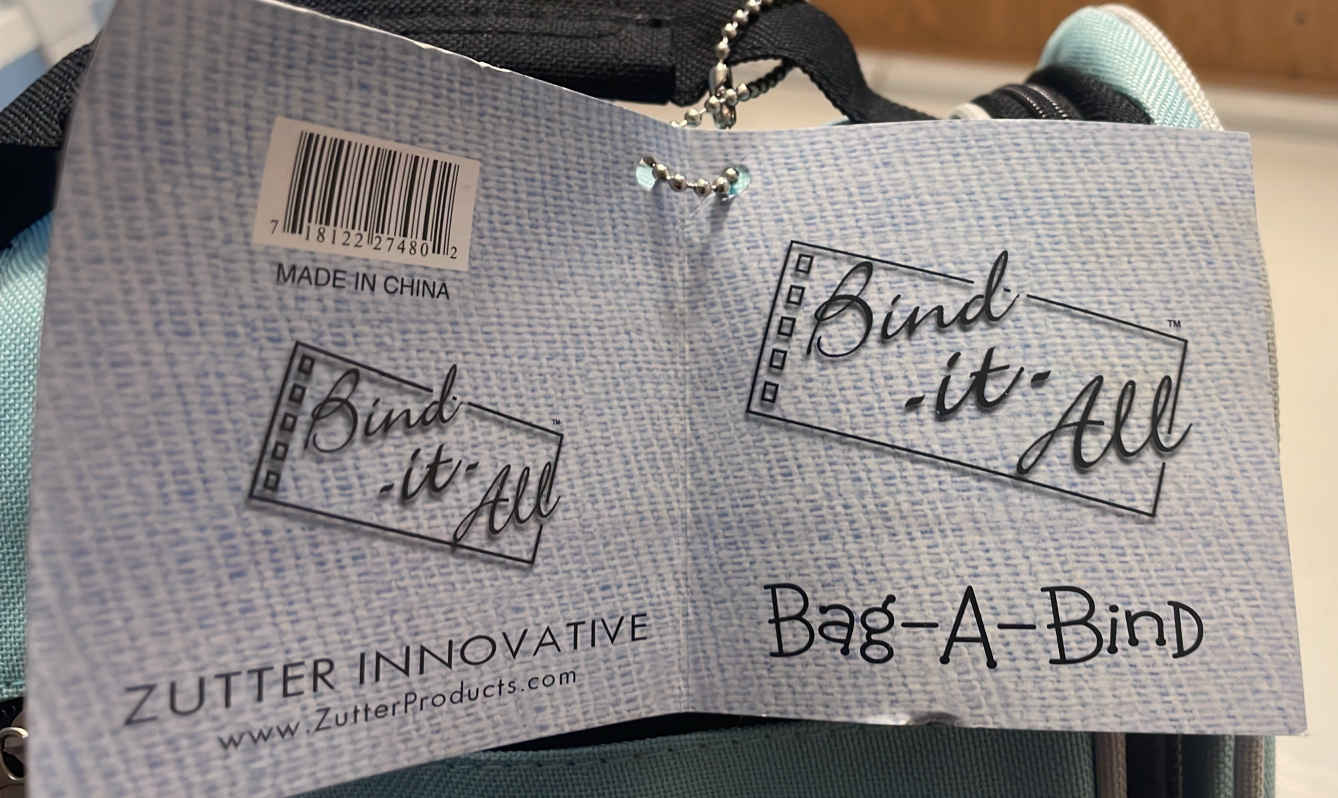 7 18122 27480 2
MADE IN CHINA
Bind
-it-
All
TM
ZUTTER INNOVATIVE
www.ZutterProducts.com
Bind
-it-
All
TM
Bag-A-Bind